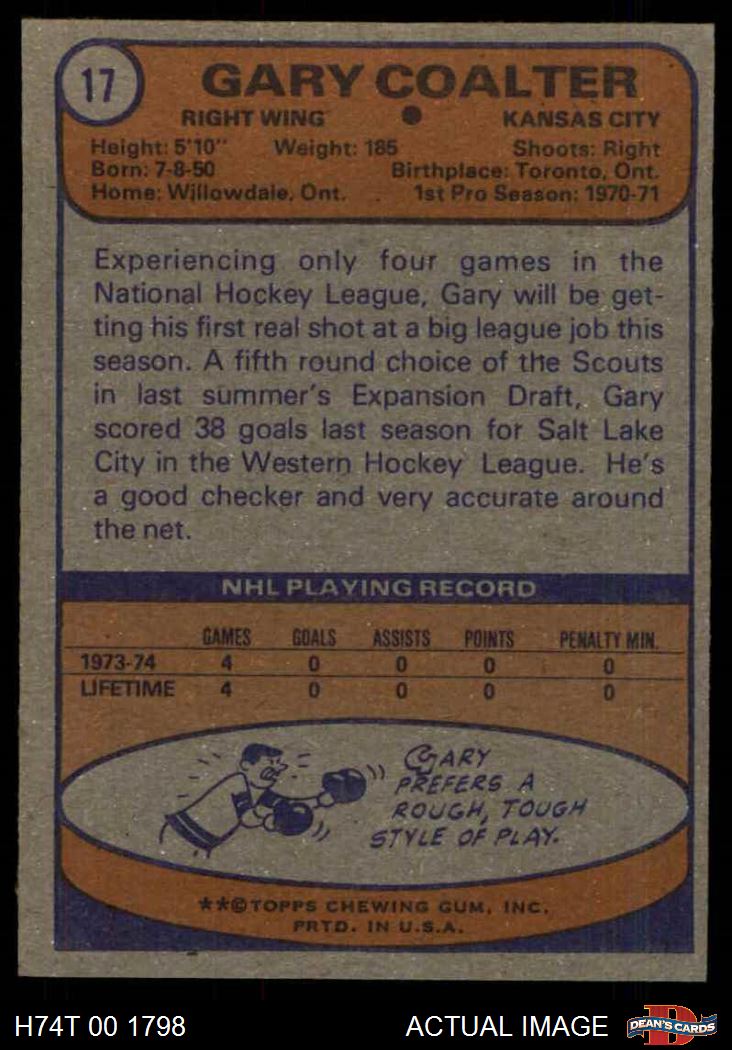 17
GARY COALTER
RIGHT WING ● KANSAS CITY
Height: 5'10" Weight: 185 Shoots: Right
Born: 7-8-50 Birthplace: Toronto, Ont.
Home: Willowdale, Ont. 1st Pro Season: 1970-71
Experiencing only four games in the
National Hockey League, Gary will be get-
ting his first real shot at a big league job this
season. A fifth round choice of the Scouts
in last summer's Expansion Draft, Gary
scored 38 goals last season for Salt Lake
City in the Western Hockey League. He's
a good checker and very accurate around
the net.
NHL PLAYING RECORD
GAMES GOALS ASSISTS POINTS PENALTY MIN.
1973-74 4 0 0 0 0
LIFETIME 4 0 0 0 0
GARY
PREFERS A
ROUGH, TOUGH
STYLE OF PLAY.
**©TOPPS CHEWING GUM, INC.
PRTD. IN U.S.A.
H74T 00 1798 ACTUAL IMAGE D DEAN'S CARDS